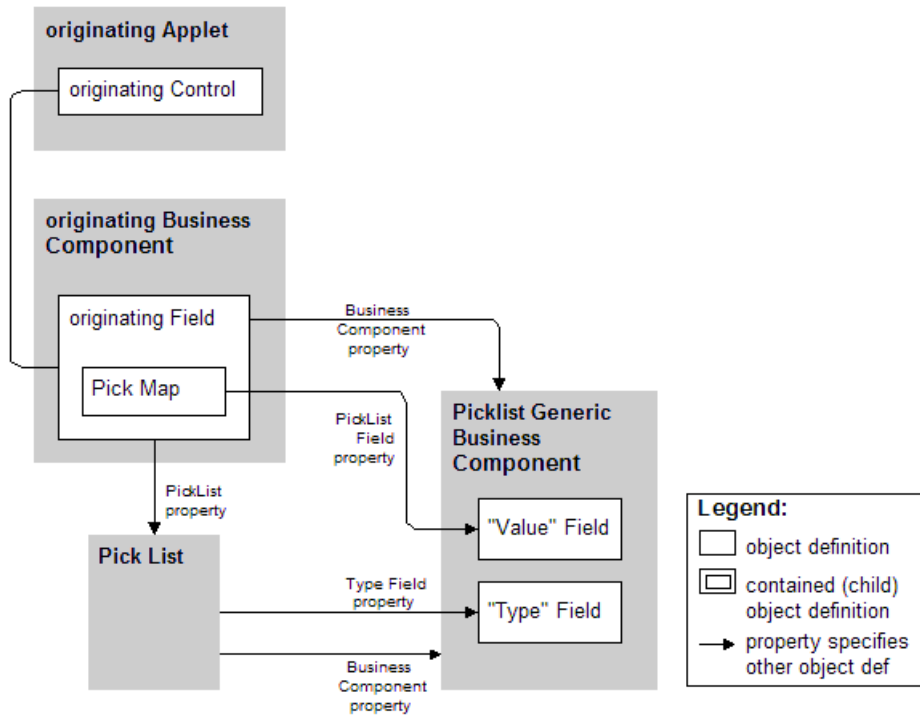 originating Applet
originating Control
originating Business
Component
originating Field
Pick Map
Business
Component
property
PickList
Field
property
Picklist Generic
Business
Component
"Value" Field
"Type" Field
PickList
property
Pick List
Type Field
property
Business
Component
property
Legend:
object definition
contained (child)
object definition
property specifies
other object def